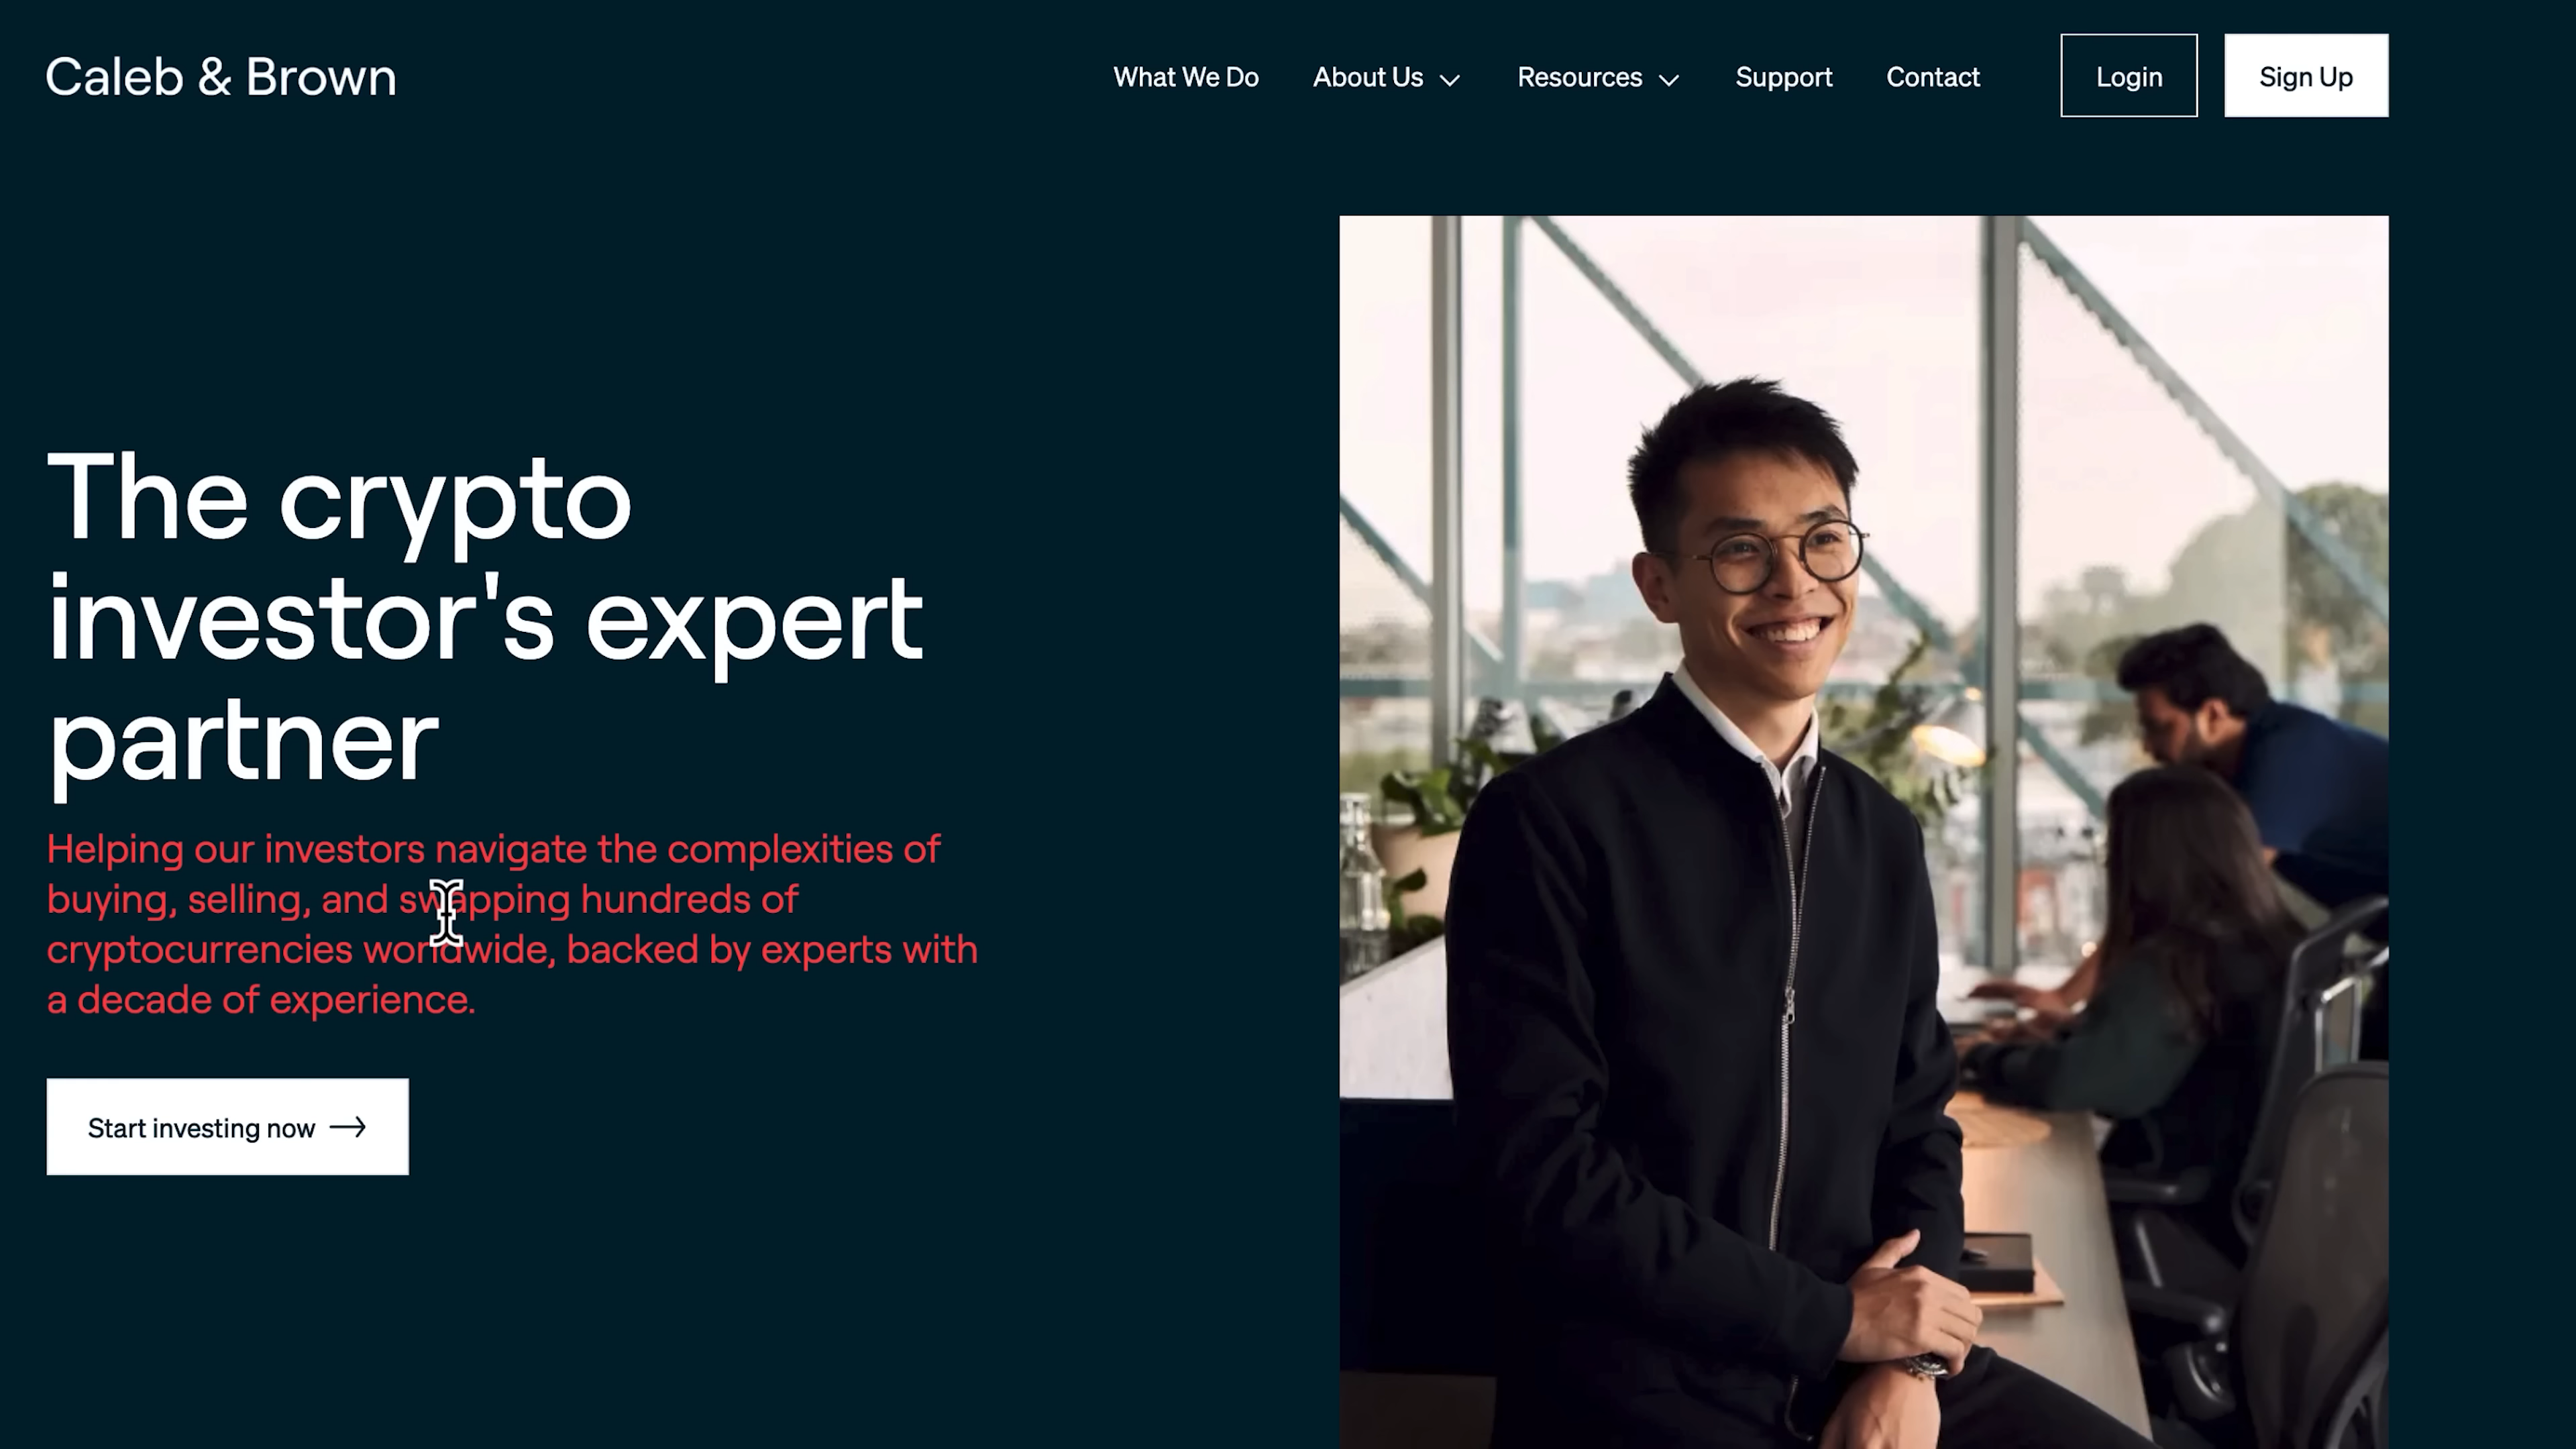 Caleb & Brown
What We Do
About Us
Resources
Support
Contact
Login
Sign Up
The crypto
investor's expert
partner
Helping our investors navigate the complexities of
buying, selling, and swapping hundreds of
cryptocurrencies worldwide, backed by experts with
a decade of experience.
Start investing now